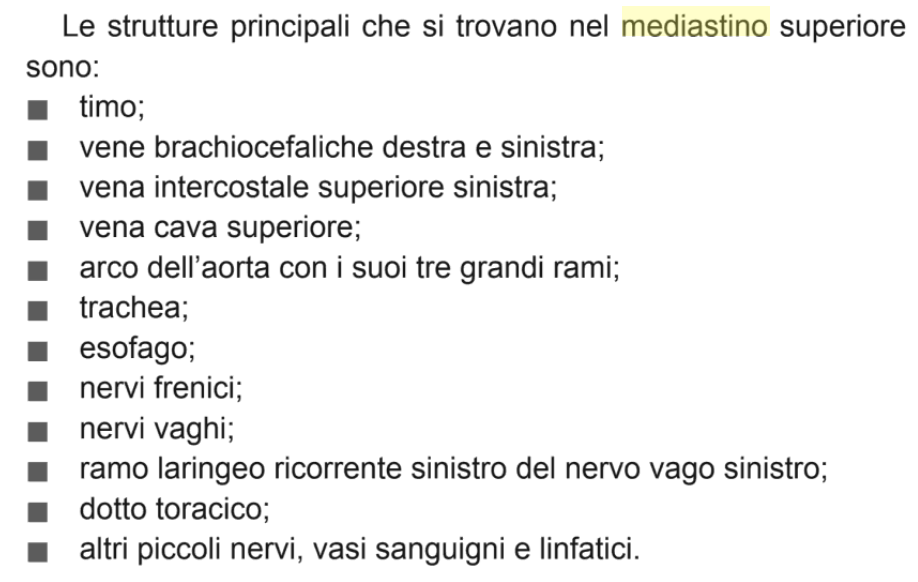 Le strutture principali che si trovano nel mediastino superiore
sono:
■ timo;
■ vene brachiocefaliche destra e sinistra;
■ vena intercostale superiore sinistra;
■ vena cava superiore;
■ arco dell’aorta con i suoi tre grandi rami;
■ trachea;
■ esofago;
■ nervi frenici;
■ nervi vaghi;
■ ramo laringeo ricorrente sinistro del nervo vago sinistro;
■ dotto toracico;
■ altri piccoli nervi, vasi sanguigni e linfatici.